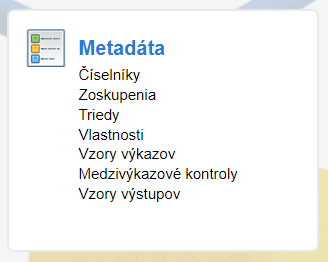 Metadáta
Číselníky
Zoskupenia
Triedy
Vlastnosti
Vzory výkazov
Medzivýkazové kontroly
Vzory výstupov